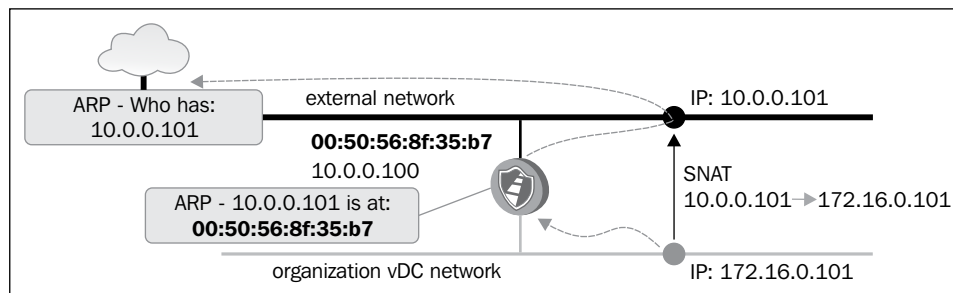 ARP - Who has:
10.0.0.101
external network
IP: 10.0.0.101
00:50:56:8f:35:b7
10.0.0.100
SNAT
10.0.0.101→172.16.0.101
ARP - 10.0.0.101 is at:
00:50:56:8f:35:b7
organization vDC network
IP: 172.16.0.101